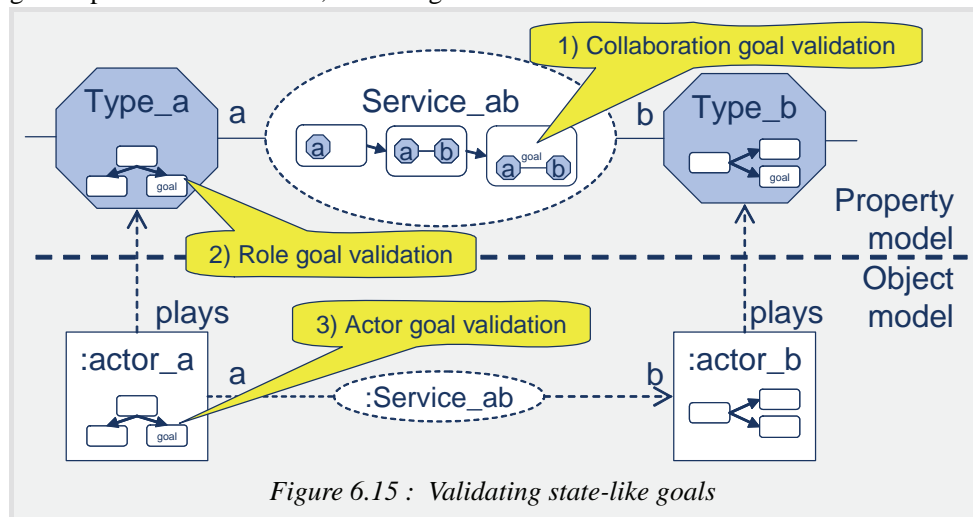 1) Collaboration goal validation
Type_a
a
Service_ab
b
Type_b
a
a
b
goal
a
b
goal
goal
2) Role goal validation
Property
model
Object
model
plays
plays
3) Actor goal validation
:actor_a
a
:Service_ab
b
:actor_b
goal
Figure 6.15 : Validating state-like goals